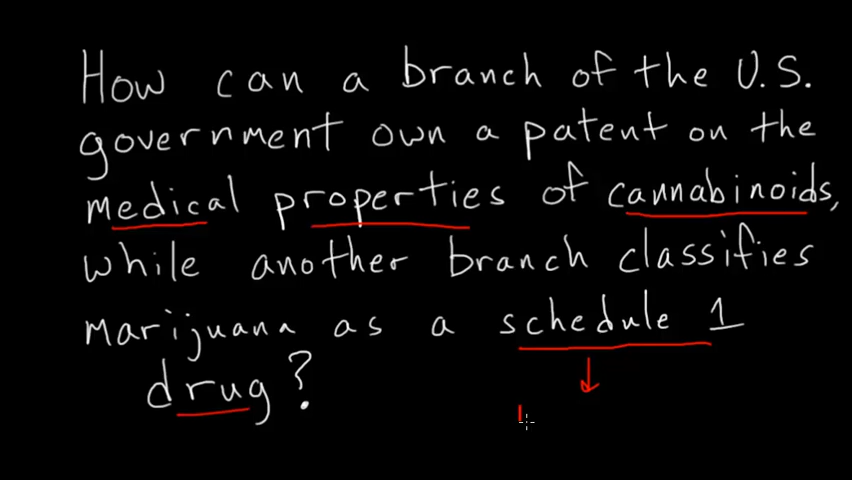 How can a branch of the U.S.
government own a patent on the
medical properties of cannabinoids,
while another branch classifies
marijuana as a schedule 1
drug?